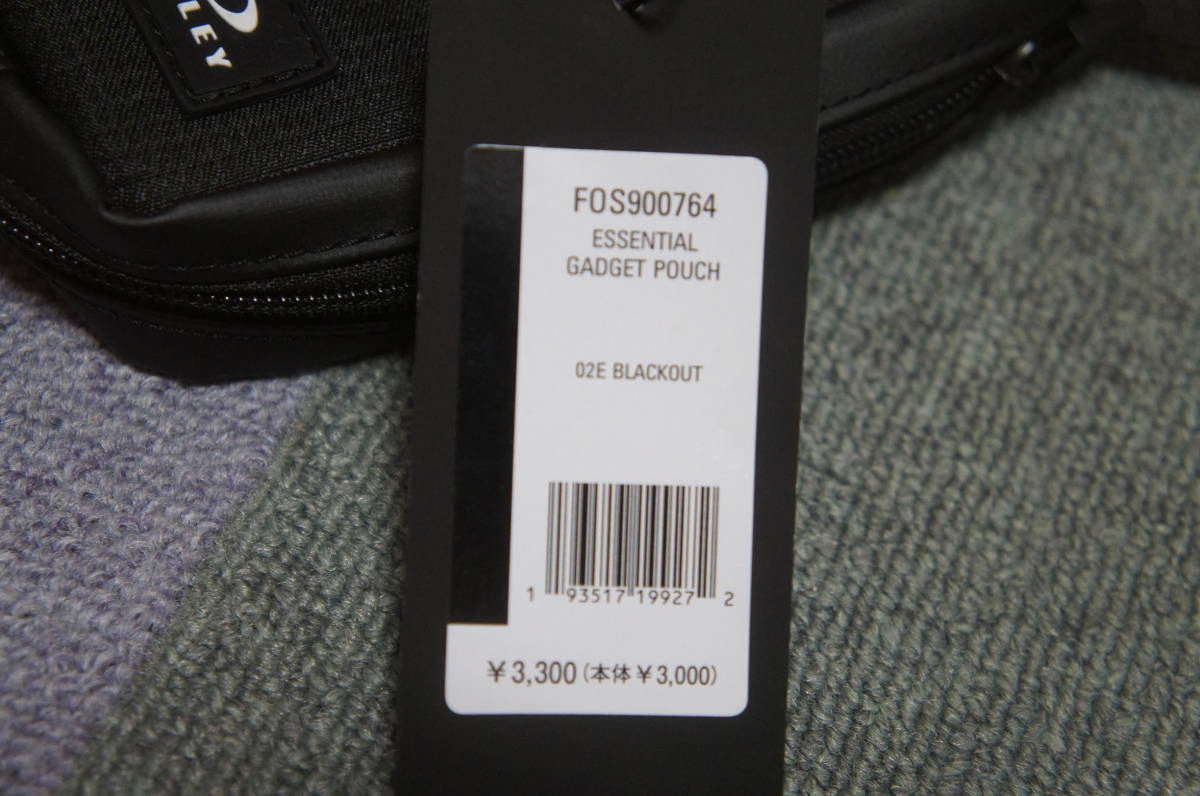 LEY
FOS900764
ESSENTIAL
GADGET POUCH
02E BLACKOUT
1 93517 19927 2
¥3,300(本体¥3,000)